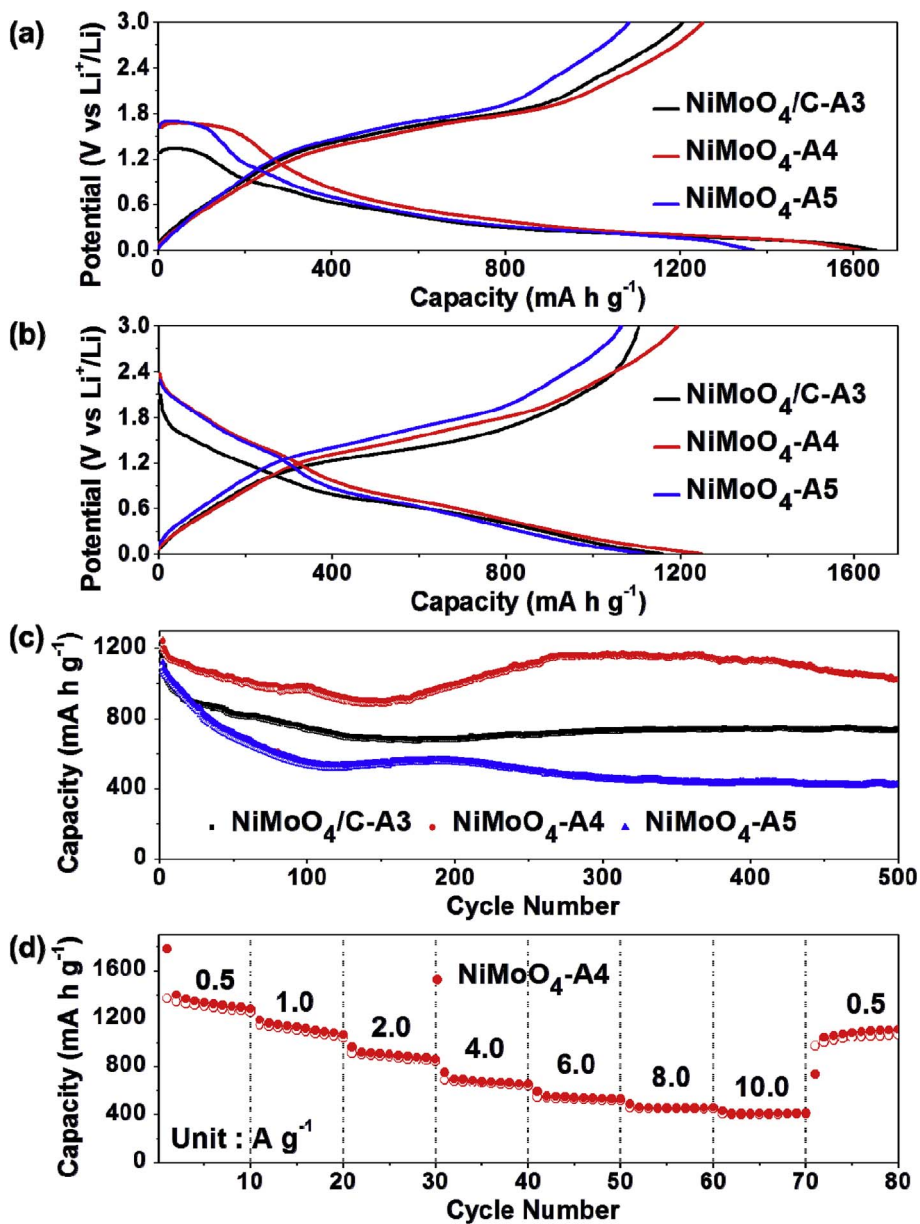 (a)
3.0
2.4
1.8
1.2
0.6
0.0
Potential (V vs Li⁺/Li)
NiMoO₄/C-A3
NiMoO₄-A4
NiMoO₄-A5
0 400 800 1200 1600
Capacity (mA h g⁻¹)
(b)
3.0
2.4
1.8
1.2
0.6
0.0
Potential (V vs Li⁺/Li)
NiMoO₄/C-A3
NiMoO₄-A4
NiMoO₄-A5
0 400 800 1200 1600
Capacity (mA h g⁻¹)
(c)
1200
800
400
0
Capacity (mA h g⁻¹)
NiMoO₄/C-A3 NiMoO₄-A4 NiMoO₄-A5
0 100 200 300 400 500
Cycle Number
(d)
1600
1200
800
400
0
Capacity (mA h g⁻¹)
NiMoO₄-A4
0.5 1.0 2.0 4.0 6.0 8.0 10.0 0.5
Unit : A g⁻¹
0 10 20 30 40 50 60 70 80
Cycle Number